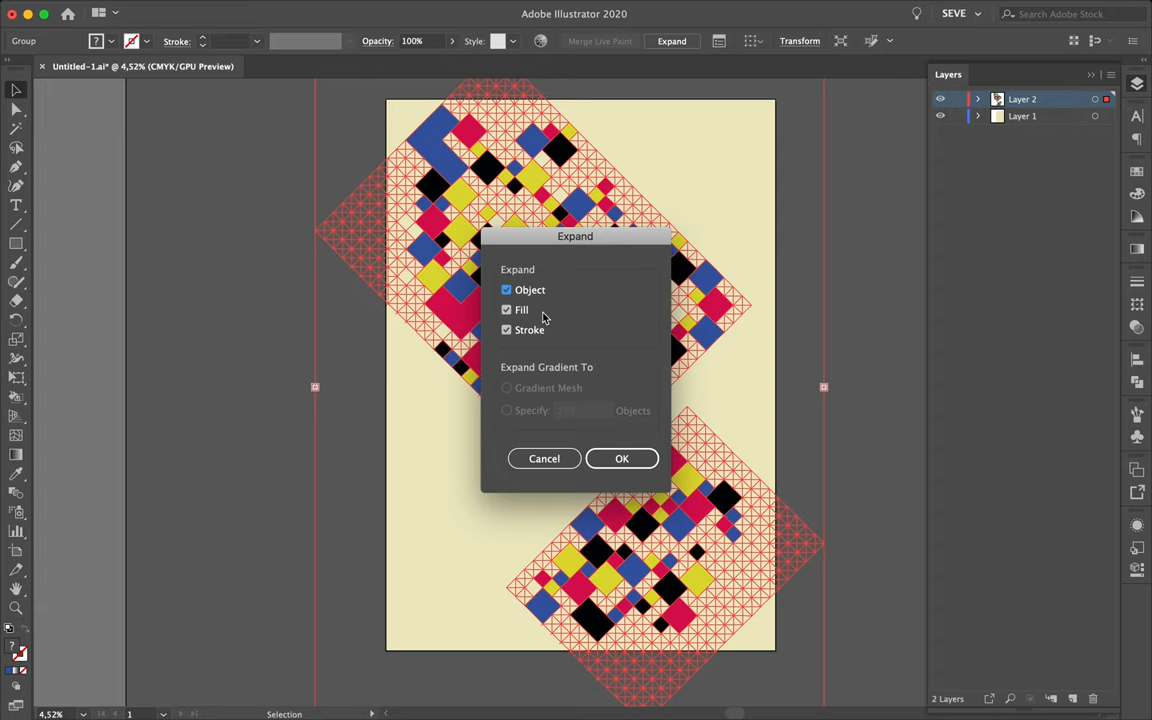 Adobe Illustrator 2020
SEVE
Search Adobe Stock
Group
?
Stroke:
Opacity:
100%
Style:
Merge Live Paint
Expand
Transform
× Untitled-1.ai* @ 4,52% (CMYK/GPU Preview)
Layers
Layer 2
Layer 1
Expand
Expand
Object
Fill
Stroke
Expand Gradient To
Gradient Mesh
Specify:
Objects
Cancel
OK
?
4,52%
1
Selection
2 Layers